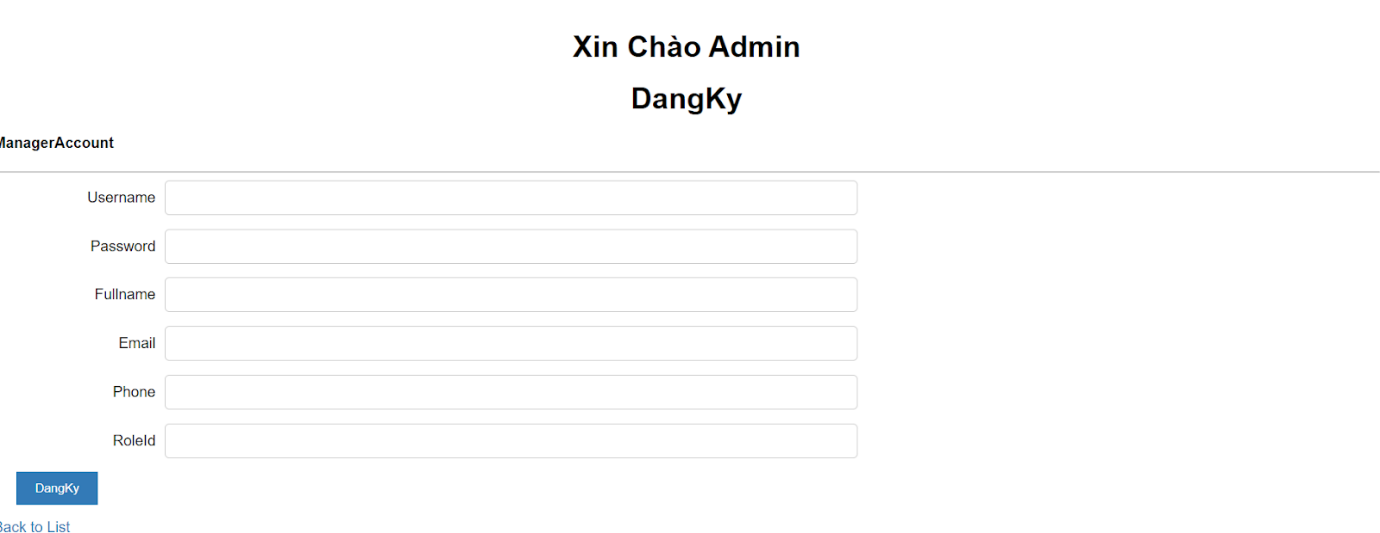 Xin Chào Admin
DangKy
ManagerAccount
Username
Password
Fullname
Email
Phone
RoleId
DangKy
Back to List